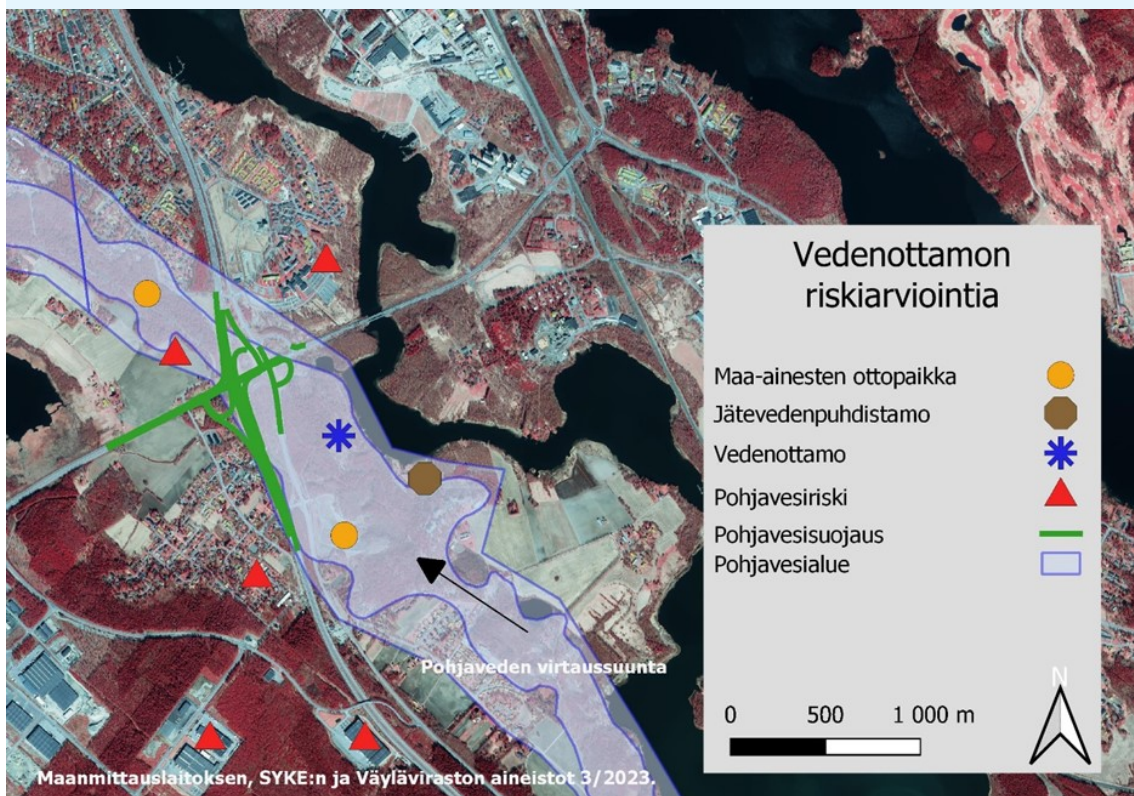 Vedenottamon
riskiarviointia
Maa-ainesten ottopaikka
Jätevedenpuhdistamo
Vedenottamo
Pohjavesiriski
Pohjavesisuojaus
Pohjavesialue
Pohjaveden virtaussuunta
N
0 500 1 000 m
Maanmittauslaitoksen, SYKE:n ja Väyläviraston aineistot 3/2023.